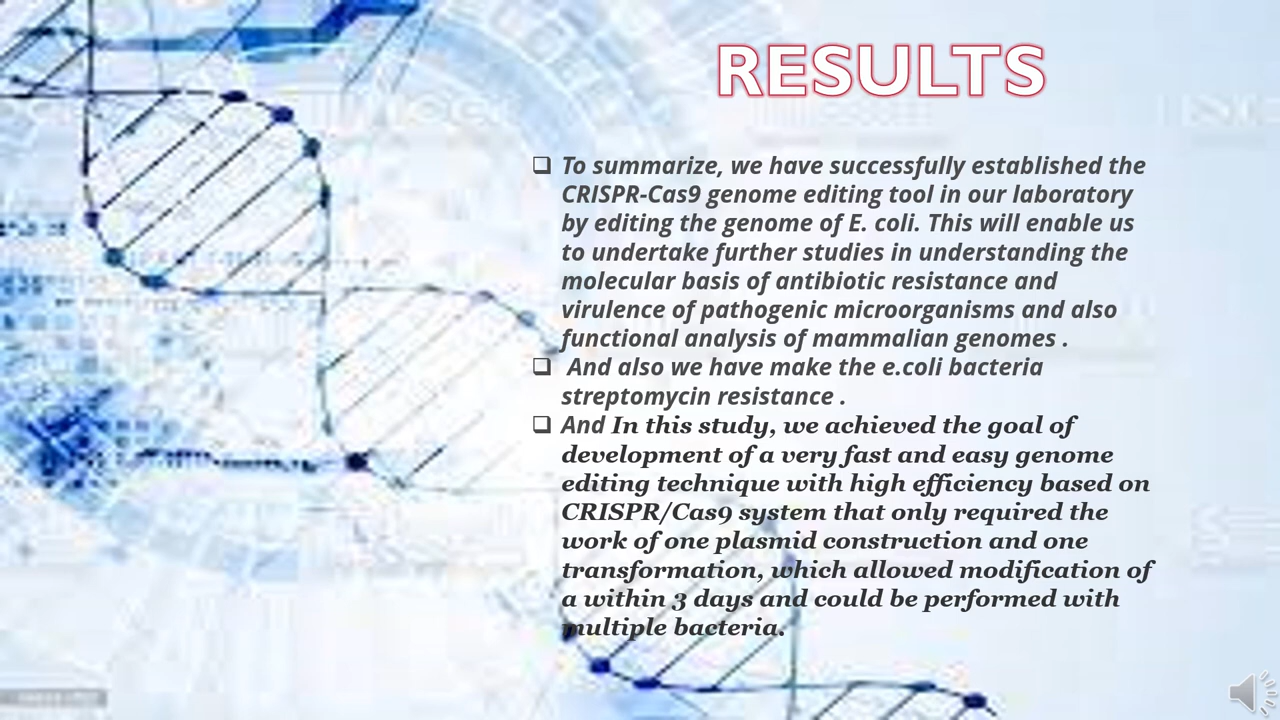 RESULTS
❑ To summarize, we have successfully established the
CRISPR-Cas9 genome editing tool in our laboratory
by editing the genome of E. coli. This will enable us
to undertake further studies in understanding the
molecular basis of antibiotic resistance and
virulence of pathogenic microorganisms and also
functional analysis of mammalian genomes .
❑ And also we have make the e.coli bacteria
streptomycin resistance .
❑ And In this study, we achieved the goal of
development of a very fast and easy genome
editing technique with high efficiency based on
CRISPR/Cas9 system that only required the
work of one plasmid construction and one
transformation, which allowed modification of
a within 3 days and could be performed with
multiple bacteria.